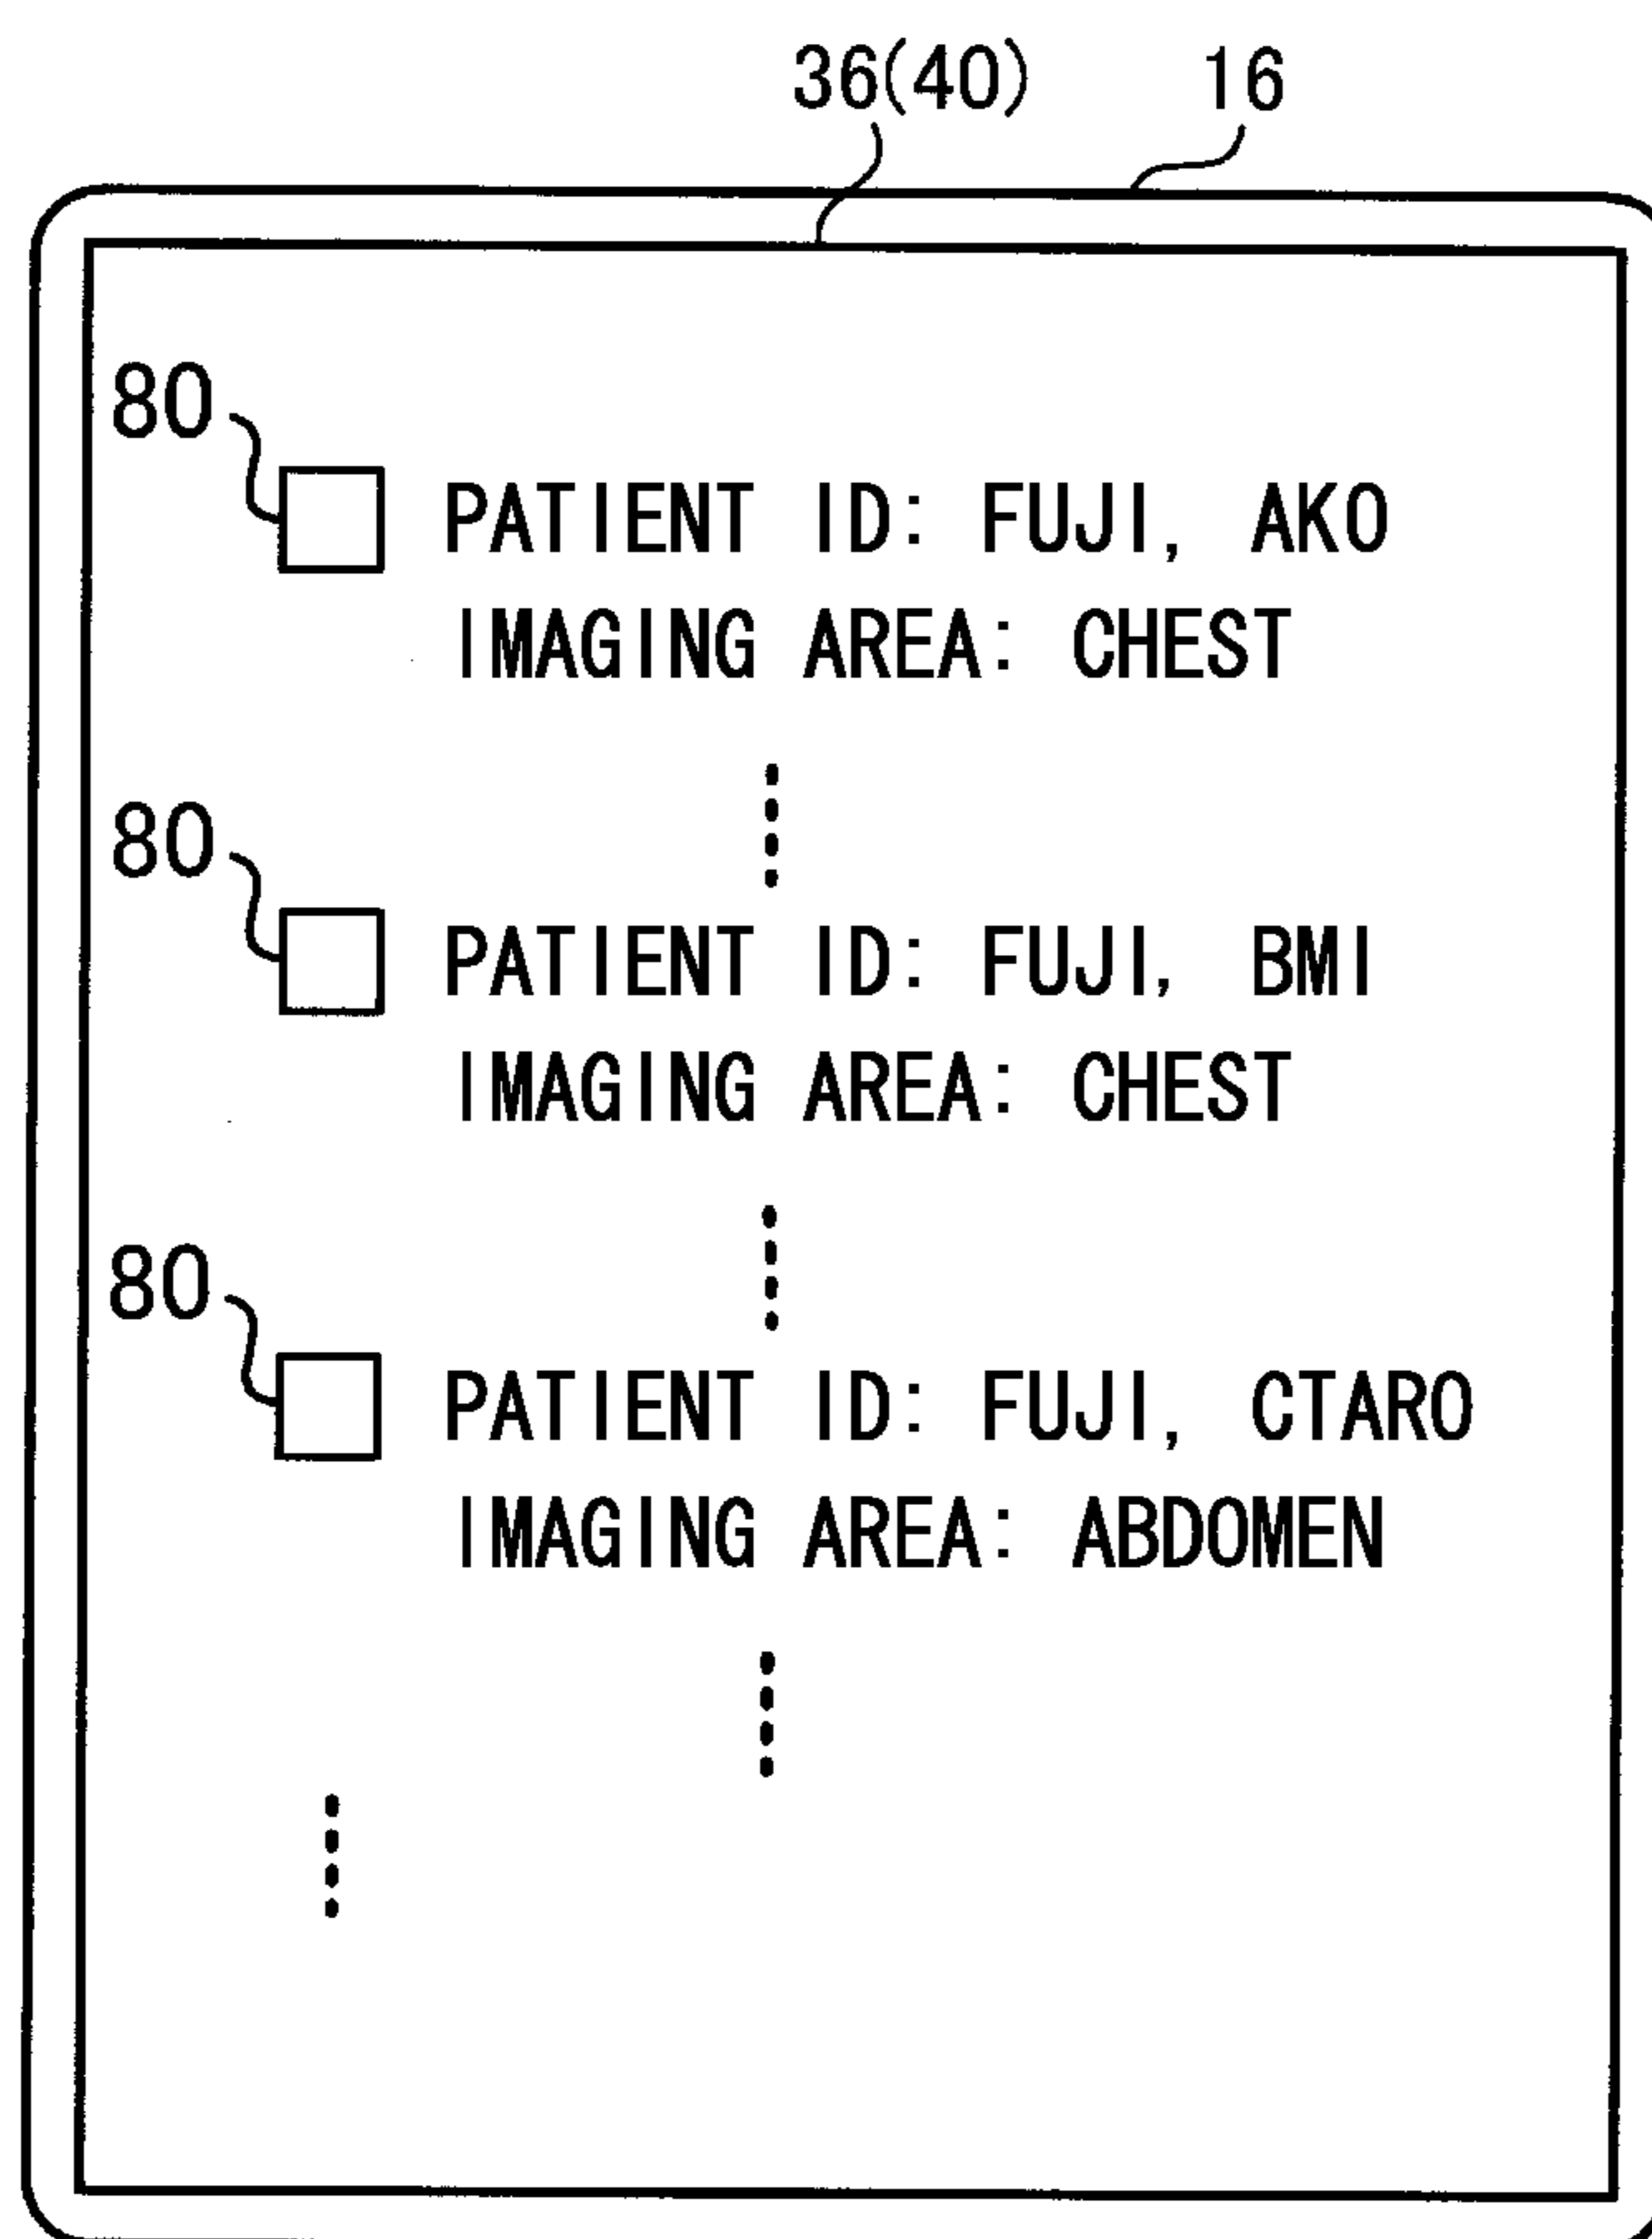 36(40) 16
80
PATIENT ID: FUJI, AKO
IMAGING AREA: CHEST
80
PATIENT ID: FUJI, BMI
IMAGING AREA: CHEST
80
PATIENT ID: FUJI, CTARO
IMAGING AREA: ABDOMEN